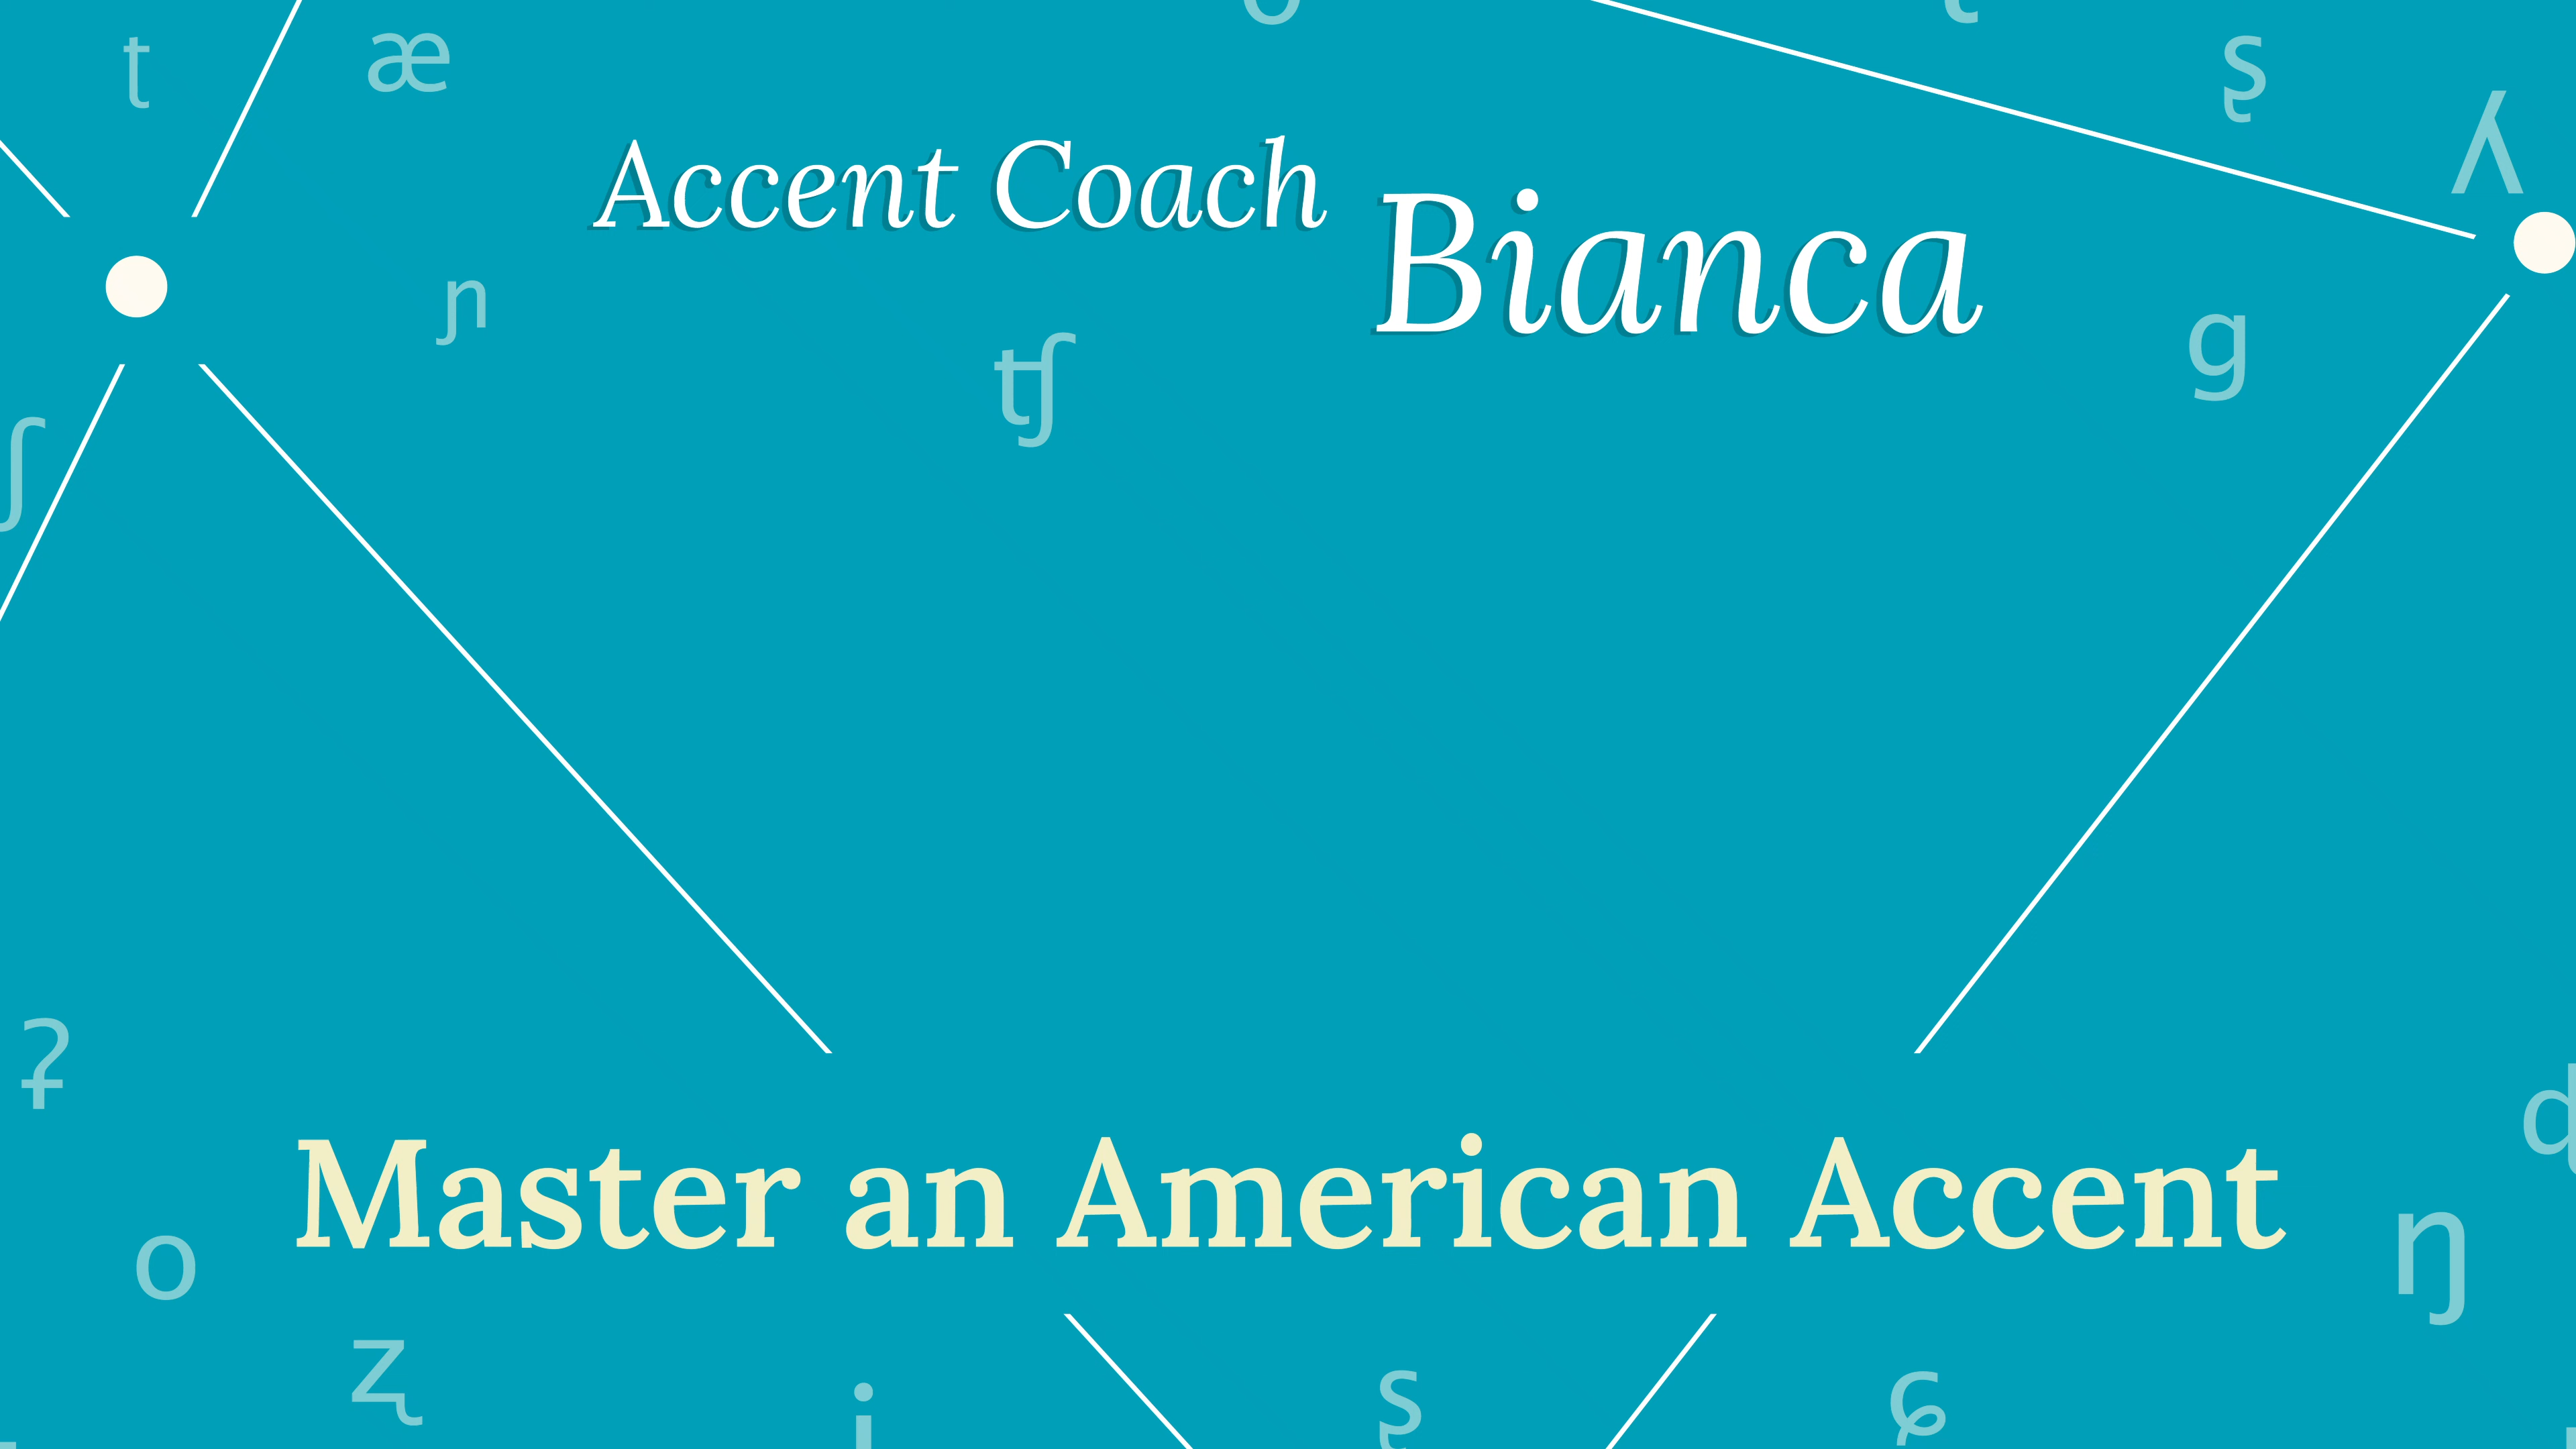 t æ ʂ ʎ
Accent Coach Bianca
ɲ ʧ g
ʃ
ʔ
Master an American Accent
o ŋ
ʐ i ʂ ɕ